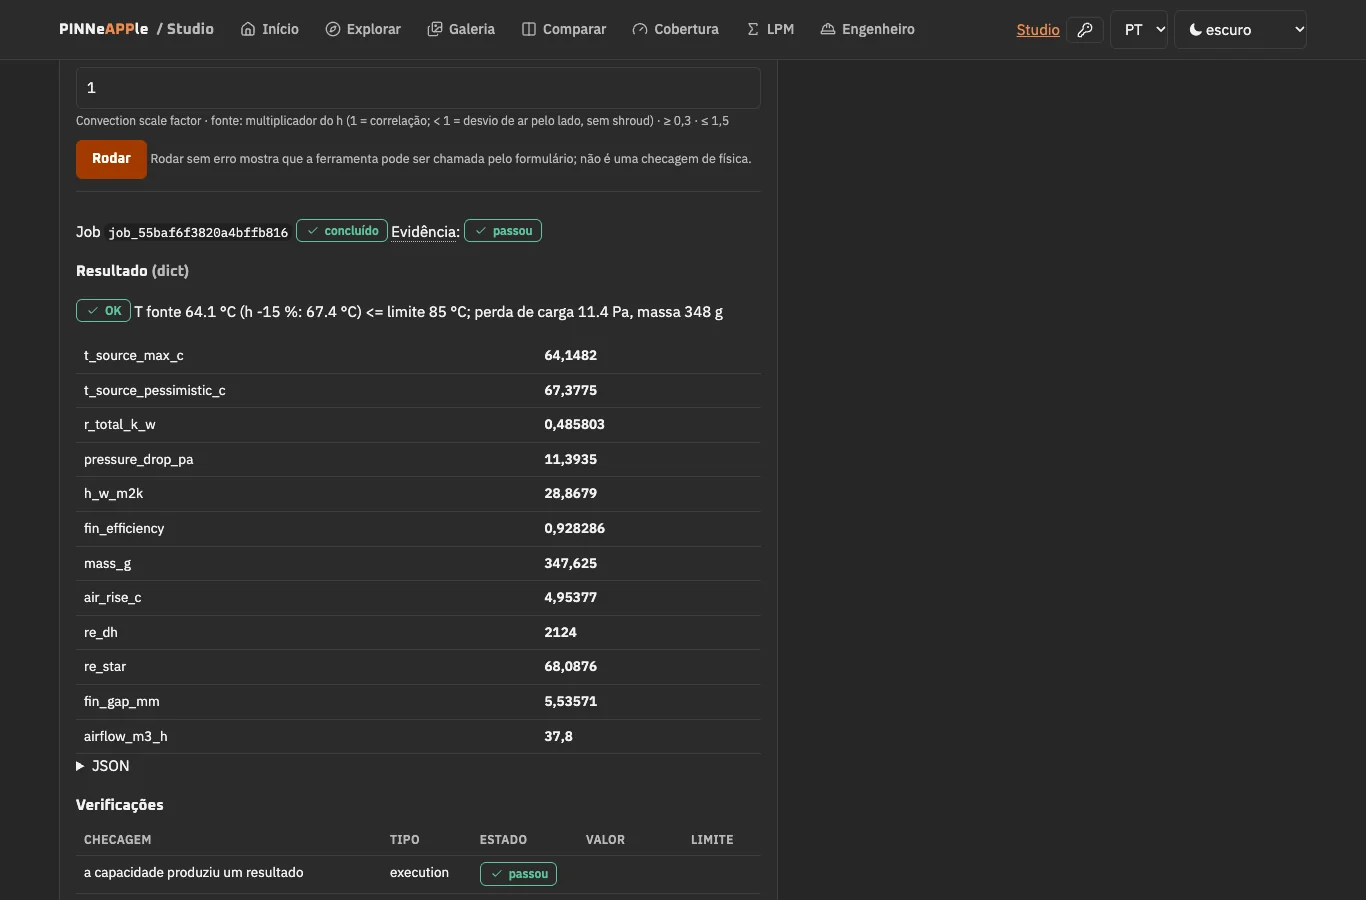 PINNeAPPle / Studio Início Explorar Galeria Comparar Cobertura LPM Engenheiro Studio PT escuro
1
Convection scale factor · fonte: multiplicador do h (1 = correlação; < 1 = desvio de ar pelo lado, sem shroud) · ≥ 0,3 · ≤ 1,5
Rodar Rodar sem erro mostra que a ferramenta pode ser chamada pelo formulário; não é uma checagem de física.
Job job_55baf6f3820a4bffb816 concluído Evidência: passou
Resultado (dict)
OK T fonte 64.1 °C (h -15 %: 67.4 °C) <= limite 85 °C; perda de carga 11.4 Pa, massa 348 g
t_source_max_c 64,1482
t_source_pessimistic_c 67,3775
r_total_k_w 0,485803
pressure_drop_pa 11,3935
h_w_m2k 28,8679
fin_efficiency 0,928286
mass_g 347,625
air_rise_c 4,95377
re_dh 2124
re_star 68,0876
fin_gap_mm 5,53571
airflow_m3_h 37,8
JSON
Verificações
CHECAGEM TIPO ESTADO VALOR LIMITE
a capacidade produziu um resultado execution passou